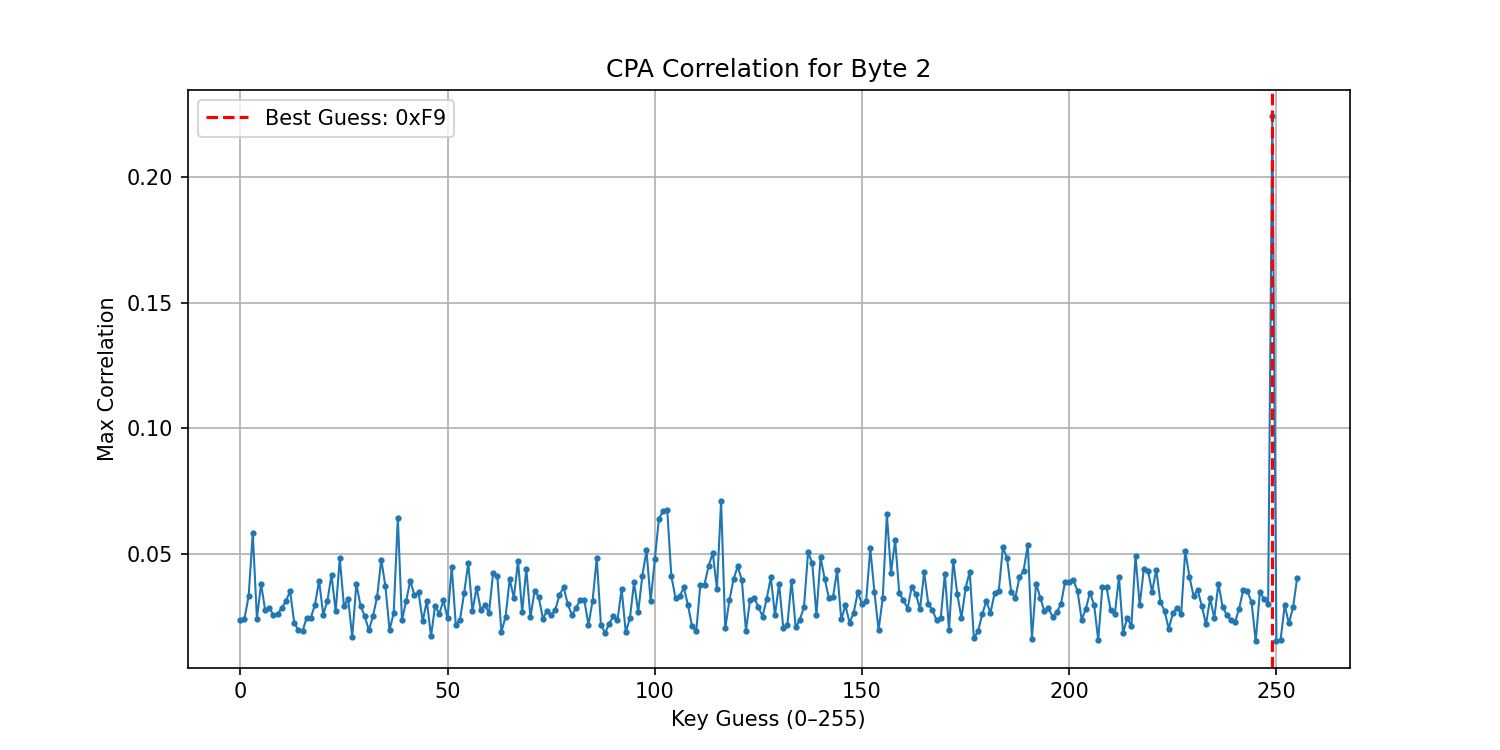 CPA Correlation for Byte 2
Best Guess: 0xF9
0.20
0.15
0.10
0.05
Max Correlation
0 50 100 150 200 250
Key Guess (0–255)